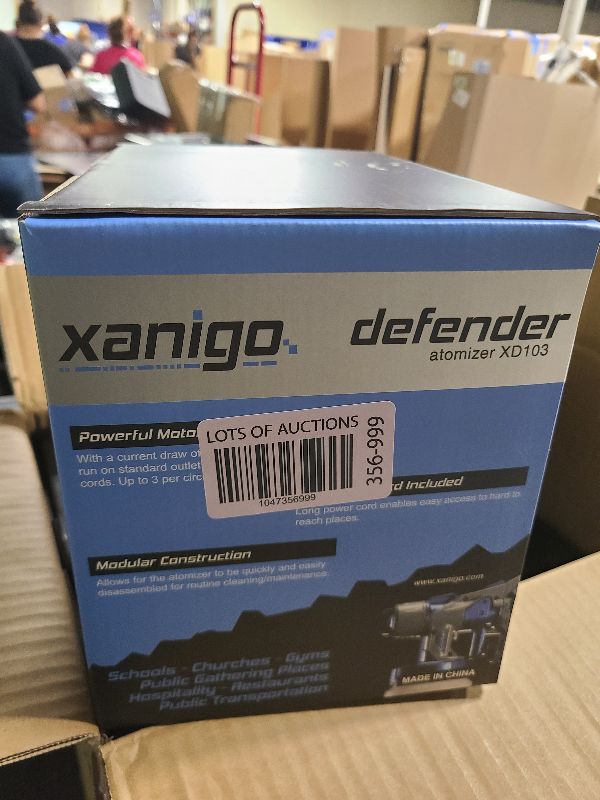 xanigo
defender
atomizer XD103
Powerful Moto
With a current draw of
run on standard outlet
cords. Up to 3 per circ
LOTS OF AUCTIONS
1047356999
356-999
d Included
Long power cord enables easy access to hard to
reach places.
Modular Construction
Allows for the atomizer to be quickly and easily
disassembled for routine cleaning/maintenance.
www.xanigo.com
Schools - Churches - Gyms
Public Gathering Places
Hospitality - Restaurants
Public Transportation
MADE IN CHINA